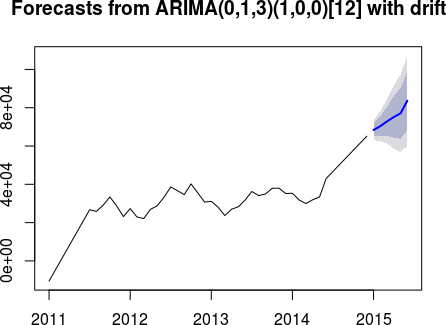 Forecasts from ARIMA(0,1,3)(1,0,0)[12] with drift
8e+04
4e+04
0e+00
2011 2012 2013 2014 2015